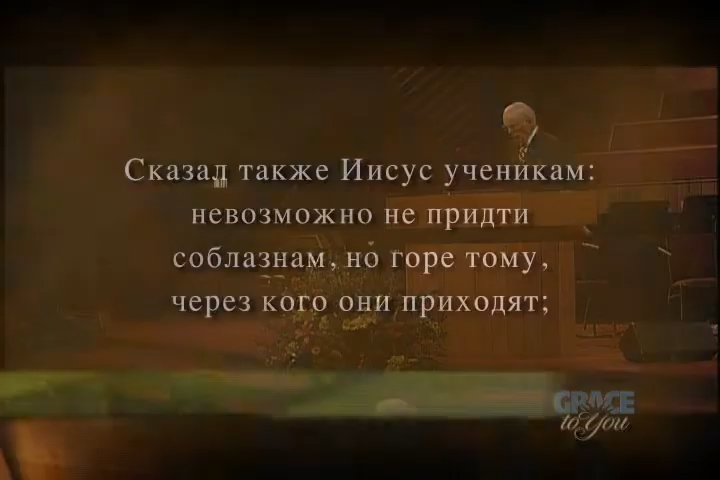 Сказал также Иисус ученикам:
невозможно не придти
соблазнам, но горе тому,
через кого они приходят;
GRACE
to You